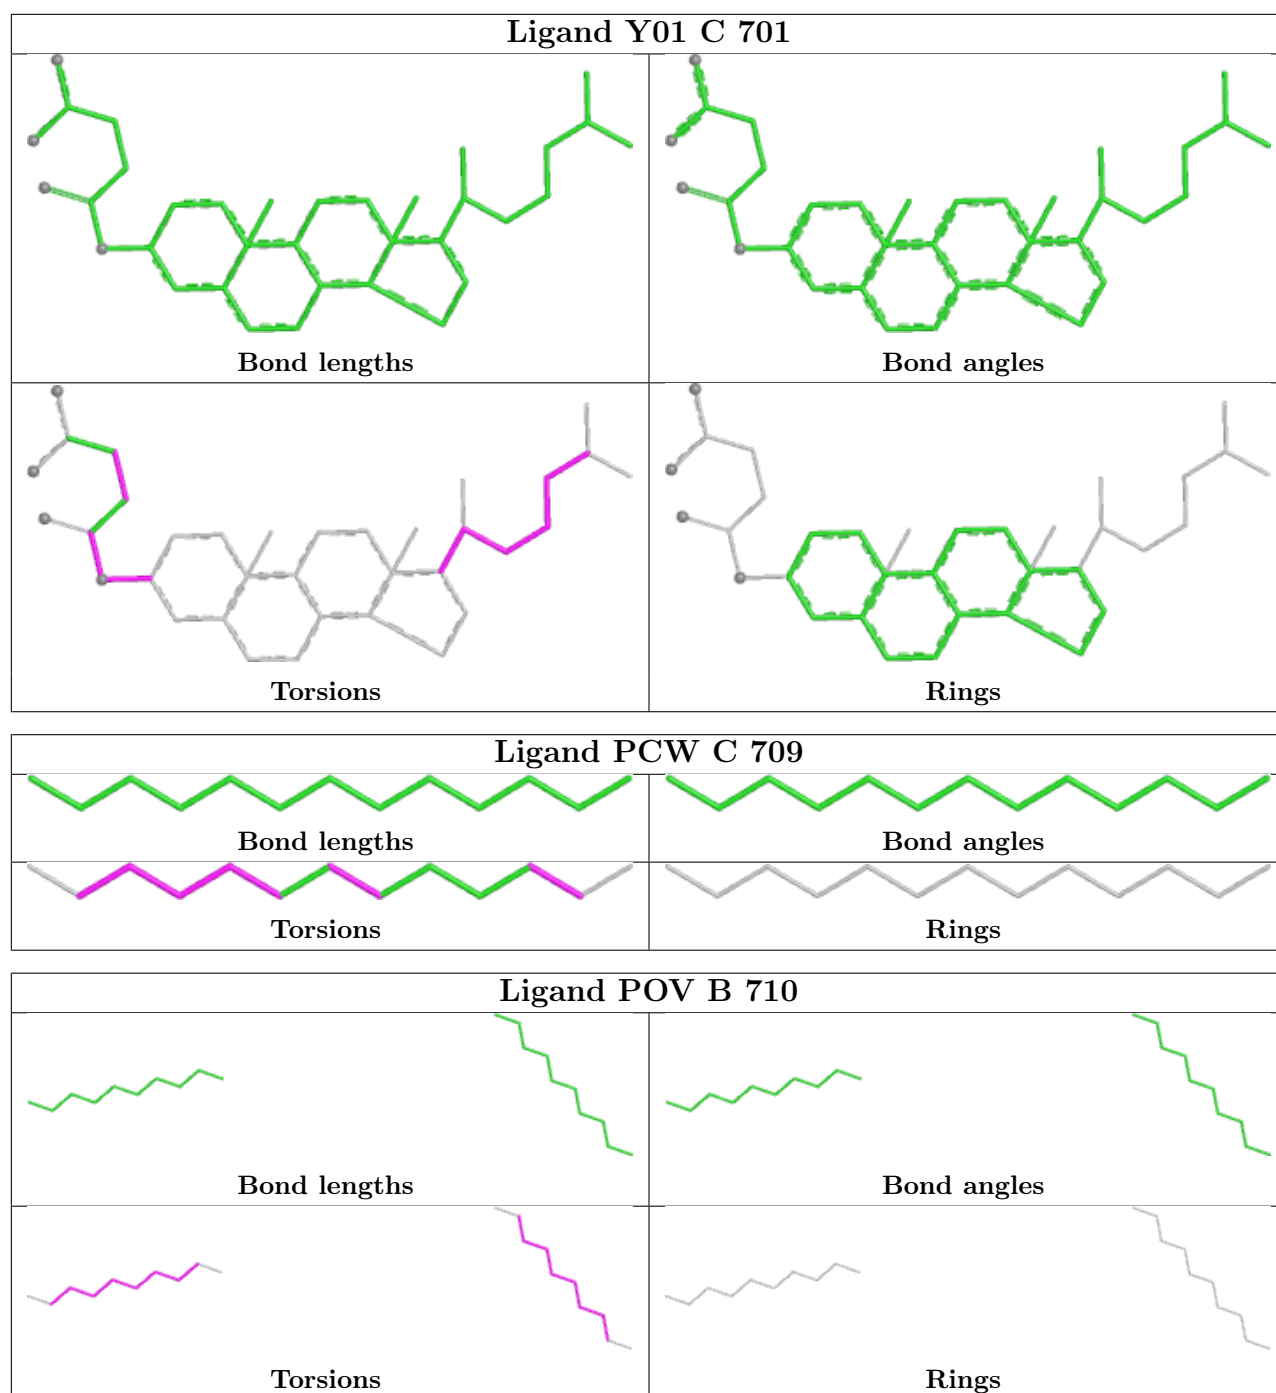 Ligand Y01 C 701
Bond lengths
Bond angles
Torsions
Rings
Ligand PCW C 709
Bond lengths
Bond angles
Torsions
Rings
Ligand POV B 710
Bond lengths
Bond angles
Torsions
Rings